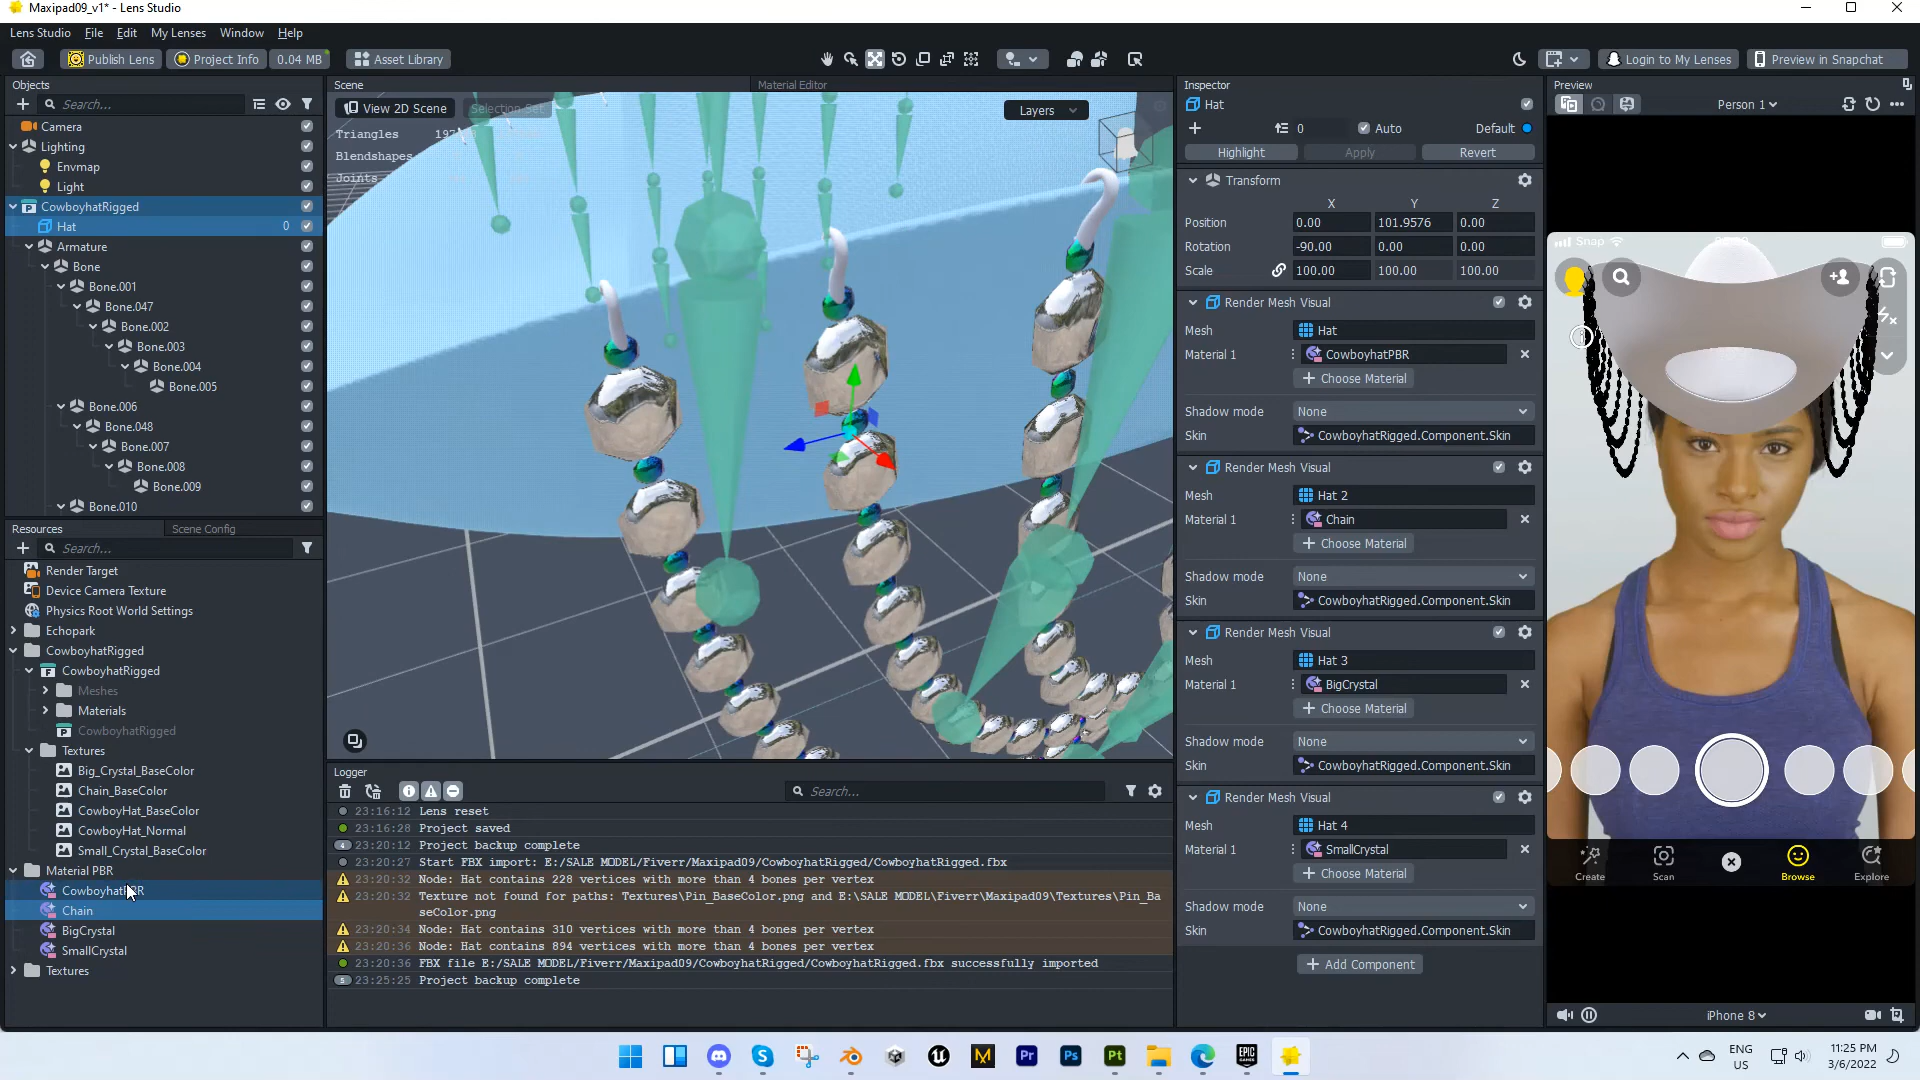 Maxipad09_v1* - Lens Studio
Lens Studio File Edit My Lenses Window Help
Publish Lens Project Info 0.04 MB Asset Library Login to My Lenses Preview in Snapchat
Objects
Search...
Camera
Lighting
Envmap
Light
CowboyhatRigged
Hat 0
Armature
Bone
Bone.001
Bone.047
Bone.002
Bone.003
Bone.004
Bone.005
Bone.006
Bone.048
Bone.007
Bone.008
Bone.009
Bone.010
Resources Scene Config
Search...
Render Target
Device Camera Texture
Physics Root World Settings
Echopark
CowboyhatRigged
CowboyhatRigged
Meshes
Materials
CowboyhatRigged
Textures
Big_Crystal_BaseColor
Chain_BaseColor
CowboyHat_BaseColor
CowboyHat_Normal
Small_Crystal_BaseColor
Material PBR
CowboyhatPBR
Chain
BigCrystal
SmallCrystal
Textures
Scene Material Editor
View 2D Scene Selection Set Layers
Triangles
Blendshapes
Joints
Logger
Search...
23:16:12 Lens reset
23:16:28 Project saved
4 23:20:12 Project backup complete
23:20:27 Start FBX import: E:/SALE MODEL/Fiverr/Maxipad09/CowboyhatRigged/CowboyhatRigged.fbx
23:20:32 Node: Hat contains 228 vertices with more than 4 bones per vertex
23:20:32 Texture not found for paths: Textures\Pin_BaseColor.png and E:\SALE MODEL\Fiverr\Maxipad09\Textures\Pin_Ba
seColor.png
23:20:34 Node: Hat contains 310 vertices with more than 4 bones per vertex
23:20:36 Node: Hat contains 894 vertices with more than 4 bones per vertex
23:20:36 FBX file E:/SALE MODEL/Fiverr/Maxipad09/CowboyhatRigged/CowboyhatRigged.fbx successfully imported
5 23:25:25 Project backup complete
Inspector
Hat
0 Auto Default
Highlight Apply Revert
Transform
X Y Z
Position 0.00 101.9576 0.00
Rotation -90.00 0.00 0.00
Scale 100.00 100.00 100.00
Render Mesh Visual
Mesh Hat
Material 1 CowboyhatPBR
+ Choose Material
Shadow mode None
Skin CowboyhatRigged.Component.Skin
Render Mesh Visual
Mesh Hat 2
Material 1 Chain
+ Choose Material
Shadow mode None
Skin CowboyhatRigged.Component.Skin
Render Mesh Visual
Mesh Hat 3
Material 1 BigCrystal
+ Choose Material
Shadow mode None
Skin CowboyhatRigged.Component.Skin
Render Mesh Visual
Mesh Hat 4
Material 1 SmallCrystal
+ Choose Material
Shadow mode None
Skin CowboyhatRigged.Component.Skin
+ Add Component
Preview
Person 1
Snap
Create Scan Browse Explore
iPhone 8
Pr Ps Pt
EPIC GAMES
ENG
US
11:25 PM
3/6/2022